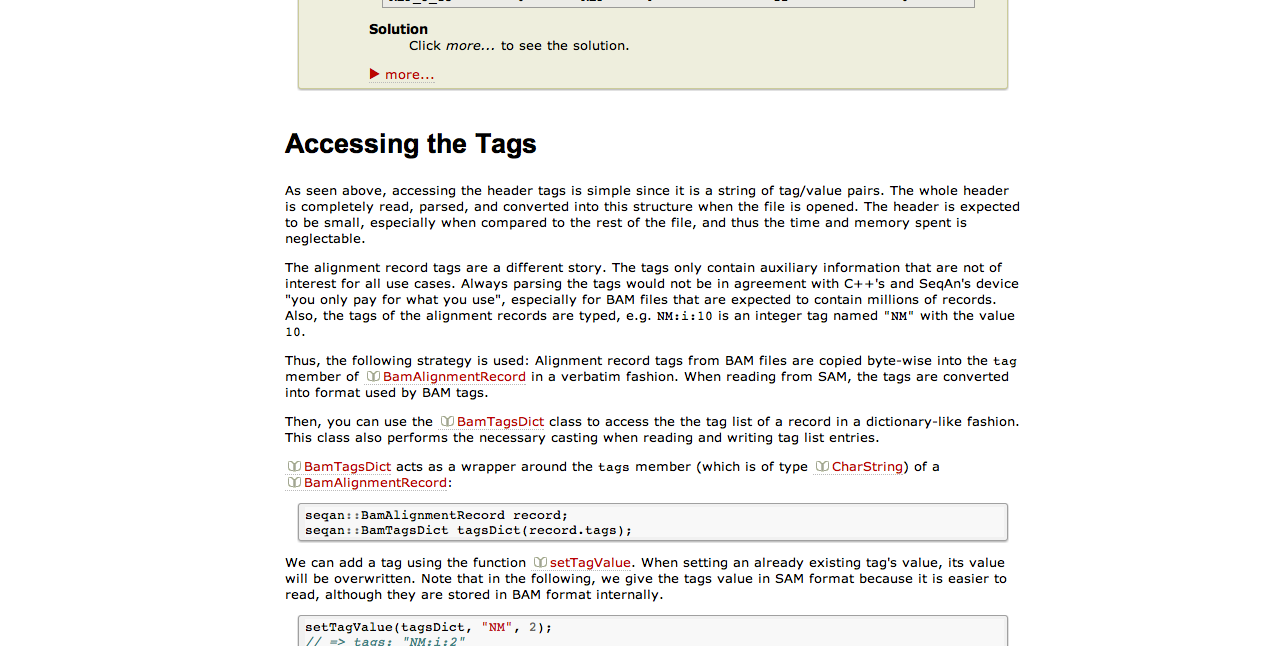 Solution
Click more... to see the solution.
more...
Accessing the Tags
As seen above, accessing the header tags is simple since it is a string of tag/value pairs. The whole header
is completely read, parsed, and converted into this structure when the file is opened. The header is expected
to be small, especially when compared to the rest of the file, and thus the time and memory spent is
neglectable.
The alignment record tags are a different story. The tags only contain auxiliary information that are not of
interest for all use cases. Always parsing the tags would not be in agreement with C++'s and SeqAn's device
"you only pay for what you use", especially for BAM files that are expected to contain millions of records.
Also, the tags of the alignment records are typed, e.g. NM:i:10 is an integer tag named "NM" with the value
10.
Thus, the following strategy is used: Alignment record tags from BAM files are copied byte-wise into the tag
member of BamAlignmentRecord in a verbatim fashion. When reading from SAM, the tags are converted
into format used by BAM tags.
Then, you can use the BamTagsDict class to access the the tag list of a record in a dictionary-like fashion.
This class also performs the necessary casting when reading and writing tag list entries.
BamTagsDict acts as a wrapper around the tags member (which is of type CharString) of a
BamAlignmentRecord:
seqan::BamAlignmentRecord record;
seqan::BamTagsDict tagsDict(record.tags);
We can add a tag using the function setTagValue. When setting an already existing tag's value, its value
will be overwritten. Note that in the following, we give the tags value in SAM format because it is easier to
read, although they are stored in BAM format internally.
setTagValue(tagsDict, "NM", 2);
// => tags: "NM:i:2"